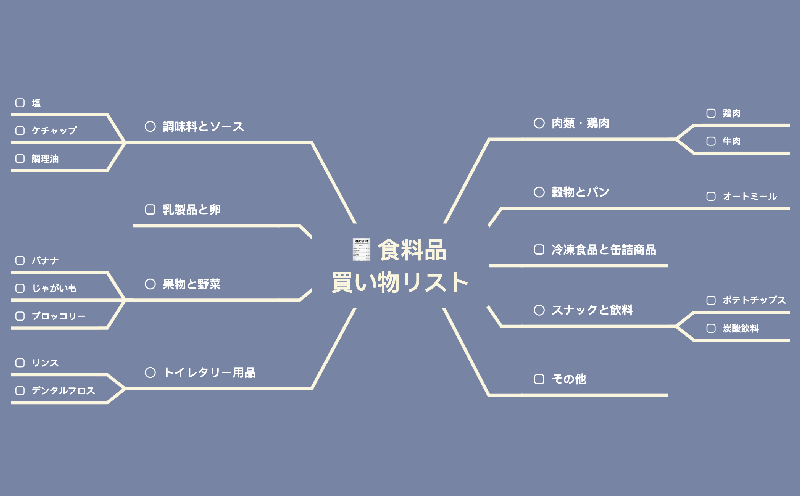 食料品
買い物リスト
調味料とソース
塩
ケチャップ
調理油
乳製品と卵
果物と野菜
バナナ
じゃがいも
ブロッコリー
トイレタリー用品
リンス
デンタルフロス
肉類・鶏肉
鶏肉
牛肉
穀物とパン
オートミール
冷凍食品と缶詰商品
スナックと飲料
ポテトチップス
炭酸飲料
その他